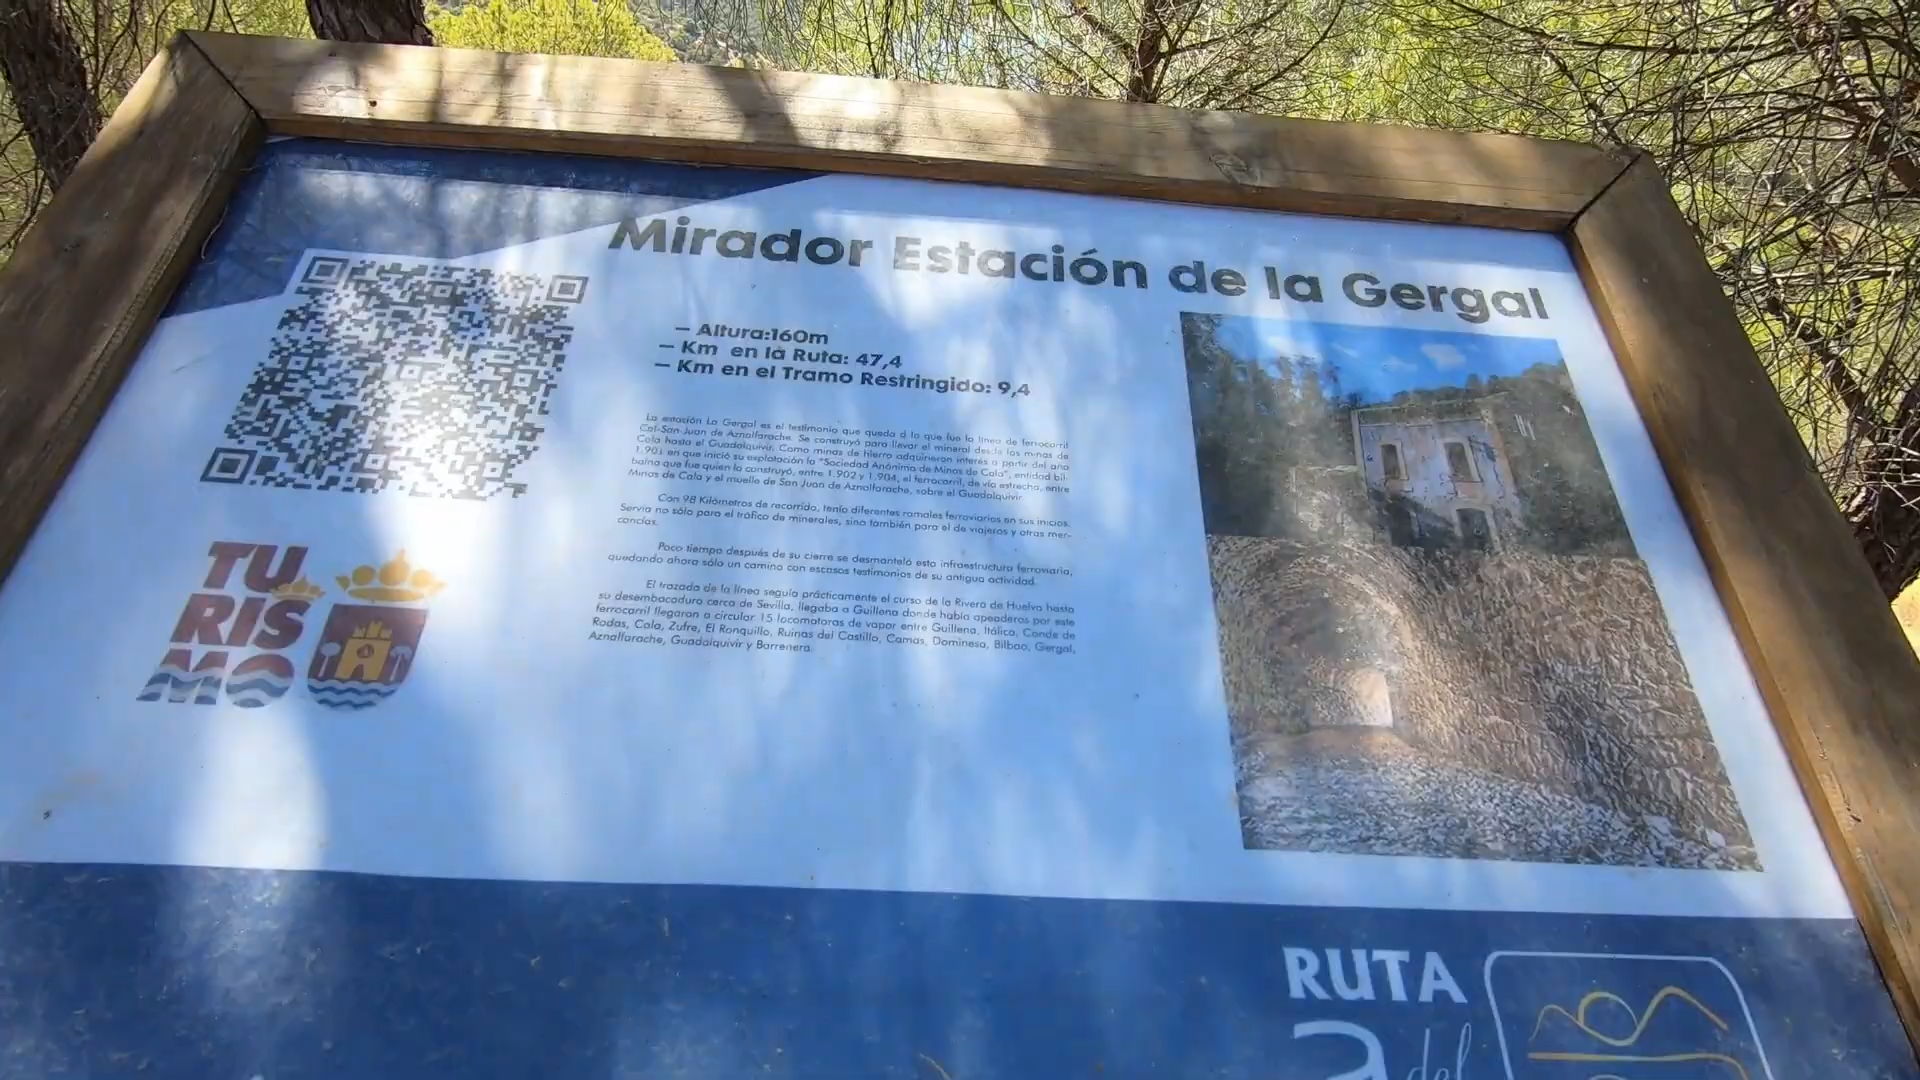 Mirador Estación de la Gergal
– Altura:160m
– Km en la Ruta: 47,4
– Km en el Tramo Restringido: 9,4
La estación La Gergal es el testimonio que queda d lo que fue la línea de ferrocarril
Cal-San Juan de Aznalfarache. Se construyó para llevar el mineral desde las minas de
Cala hasta el Guadalquivir. Como minas de hierro adquirieron interés a partir del año
1.901 en que inició su explotación la "Sociedad Anónima de Minas de Cala", entidad bil-
baína que fue quien lo construyó, entre 1.902 y 1.904, el ferrocarril, de vía estrecha, entre
Minas de Cala y el muelle de San Juan de Aznalfarache, sobre el Guadalquivir.
Con 98 Kilómetros de recorrido, tenía diferentes ramales ferroviarios en sus inicios.
Servía no sólo para el tráfico de minerales, sino también para el de viajeros y otras mer-
cancías.
Poco tiempo después de su cierre se desmanteló esta infraestructura ferroviaria,
quedando ahora sólo un camino con escasos testimonios de su antigua actividad.
El trazado de la línea seguía prácticamente el curso de la Rivera de Huelva hasta
su desembocadura cerca de Sevilla, llegaba a Guillena donde había apeaderos por este
ferrocarril llegaron a circular 15 locomotoras de vapor entre Guillena, Itálica, Conde de
Rodas, Cala, Zufre, El Ronquillo, Ruinas del Castillo, Camas, Dominesa, Bilbao, Gergal,
Aznalfarache, Guadalquivir y Barrenera.
TU
RIS
MO
RUTA
del